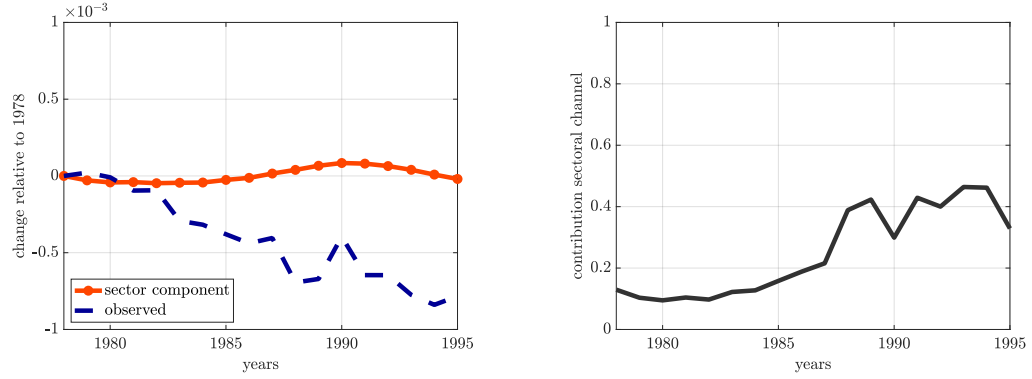 ×10⁻³
1
0.5
0
-0.5
-1
1980 1985 1990 1995
years
change relative to 1978
sector component
observed
1
0.8
0.6
0.4
0.2
0
1980 1985 1990 1995
years
contribution sectoral channel